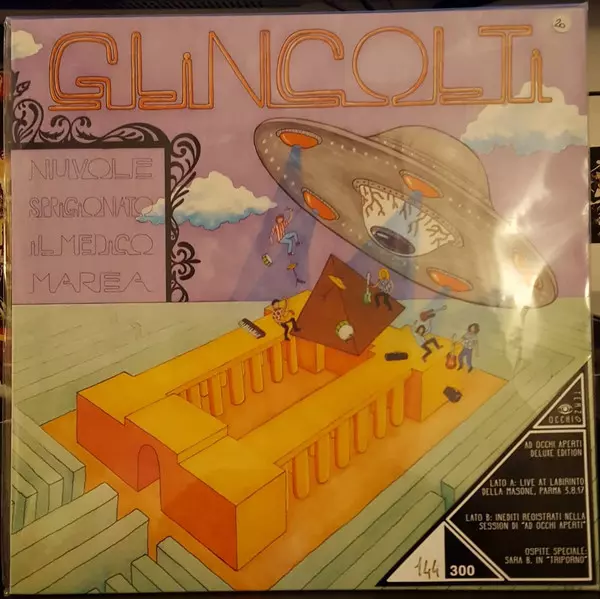 20
GLINCOLTI
NUVOLE
SPRIGIONATO
IL MEDICO
MAREA
TERZO
OCCHIO
AD OCCHI APERTI
DELUXE EDITION
LATO A: LIVE AT LABIRINTO
DELLA MASONE, PARMA 5.8.17
LATO B: INEDITI REGISTRATI NELLA
SESSION DI "AD OCCHI APERTI"
OSPITE SPECIALE:
SARA B. IN "TRIPORNO"
144
300